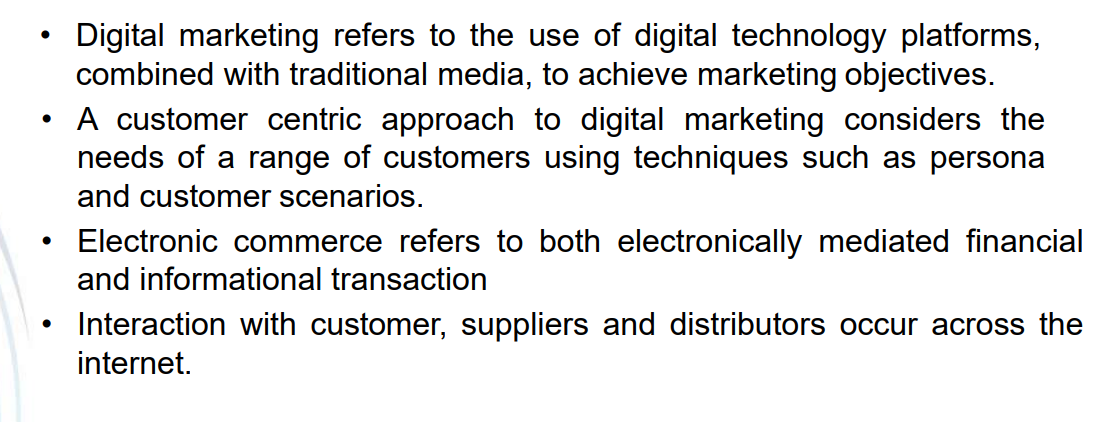 • Digital marketing refers to the use of digital technology platforms,
combined with traditional media, to achieve marketing objectives.
• A customer centric approach to digital marketing considers the
needs of a range of customers using techniques such as persona
and customer scenarios.
• Electronic commerce refers to both electronically mediated financial
and informational transaction
• Interaction with customer, suppliers and distributors occur across the
internet.